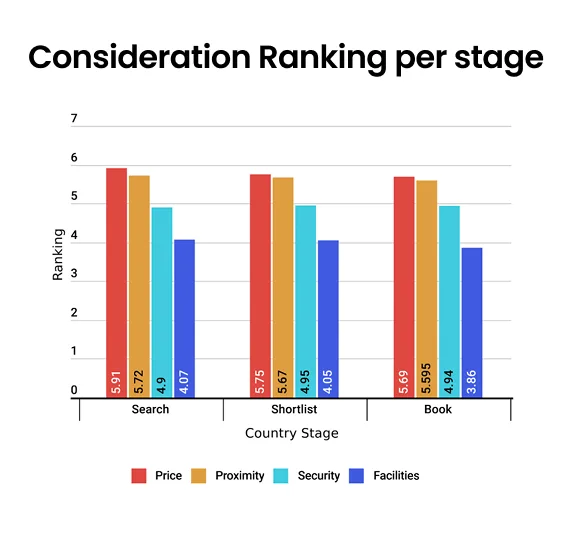 Consideration Ranking per stage
7
6
5
4
3
2
1
0
Ranking
5.91 5.72 4.9 4.07 5.75 5.67 4.95 4.05 5.69 5.595 4.94 3.86
Search Shortlist Book
Country Stage
Price Proximity Security Facilities